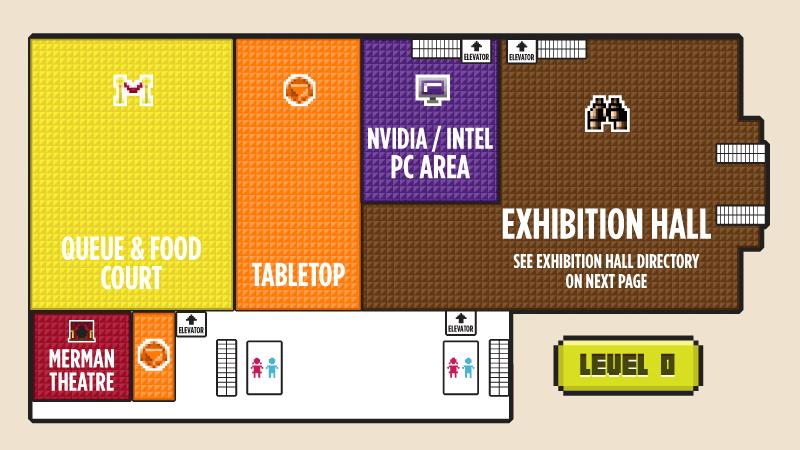 ELEVATOR
ELEVATOR
NVIDIA / INTEL
PC AREA
QUEUE & FOOD
COURT
TABLETOP
EXHIBITION HALL
SEE EXHIBITION HALL DIRECTORY
ON NEXT PAGE
ELEVATOR
ELEVATOR
MERMAN
THEATRE
LEVEL 0